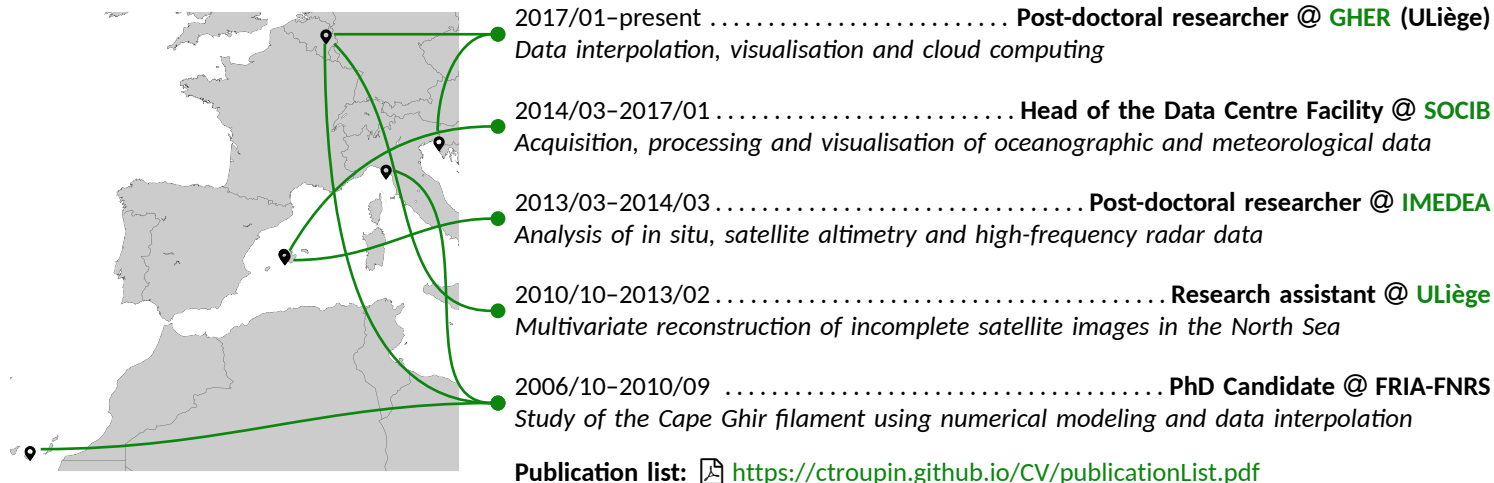 2017/01–present .............................. Post-doctoral researcher @ GHER (ULiège)
Data interpolation, visualisation and cloud computing
2014/03–2017/01 .............................. Head of the Data Centre Facility @ SOCIB
Acquisition, processing and visualisation of oceanographic and meteorological data
2013/03–2014/03 ..................................... Post-doctoral researcher @ IMEDEA
Analysis of in situ, satellite altimetry and high-frequency radar data
2010/10–2013/02 ............................................. Research assistant @ ULiège
Multivariate reconstruction of incomplete satellite images in the North Sea
2006/10–2010/09 ............................................ PhD Candidate @ FRIA-FNRS
Study of the Cape Ghir filament using numerical modeling and data interpolation
Publication list: https://ctroupin.github.io/CV/publicationList.pdf